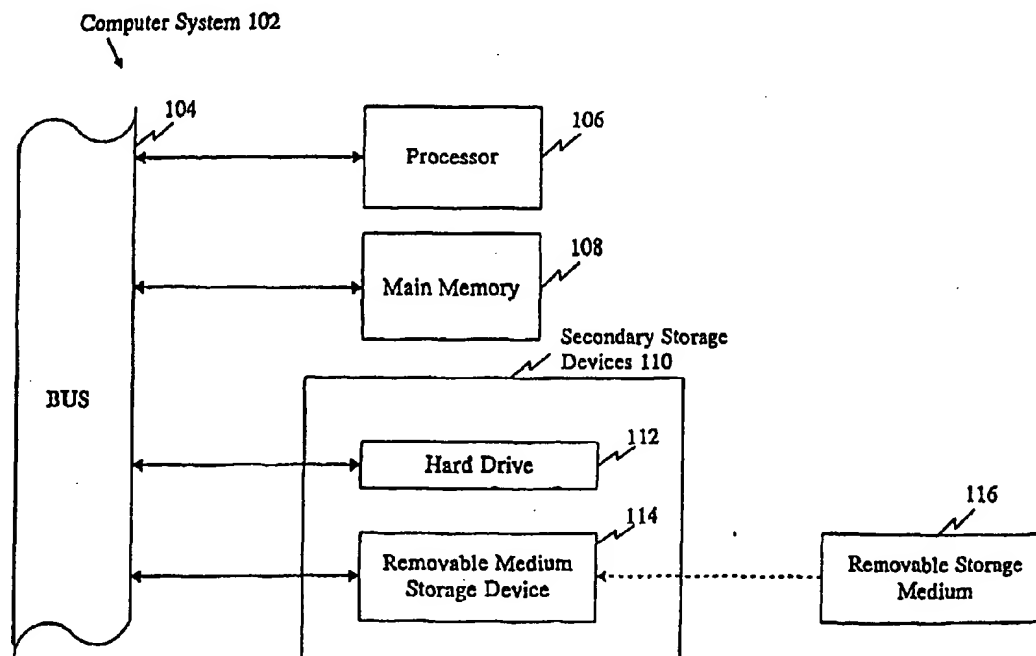 Computer System 102
104
106
Processor
108
Main Memory
Secondary Storage
Devices 110
BUS
112
Hard Drive
114
Removable Medium
Storage Device
116
Removable Storage
Medium